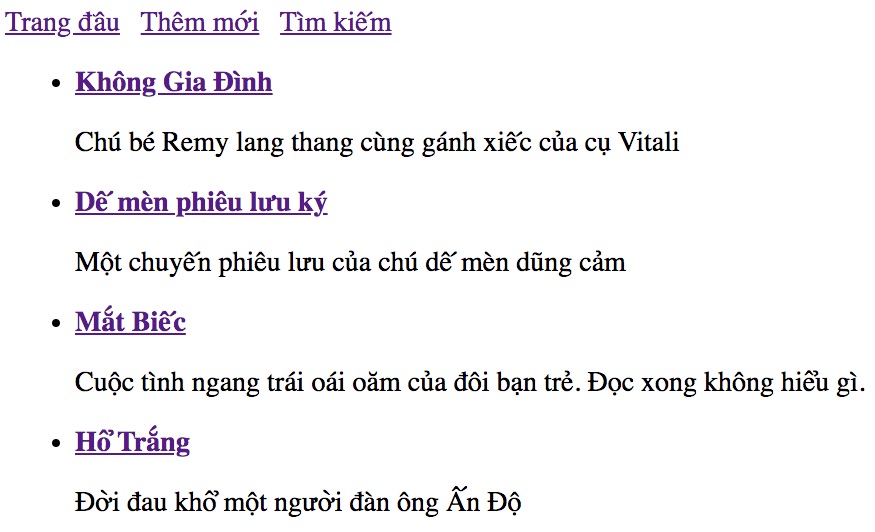 Trang đầu Thêm mới Tìm kiếm
Không Gia Đình
Chú bé Remy lang thang cùng gánh xiếc của cụ Vitali
Dế mèn phiêu lưu ký
Một chuyến phiêu lưu của chú dế mèn dũng cảm
Mắt Biếc
Cuộc tình ngang trái oái oăm của đôi bạn trẻ. Đọc xong không hiểu gì.
Hổ Trắng
Đời đau khổ một người đàn ông Ấn Độ